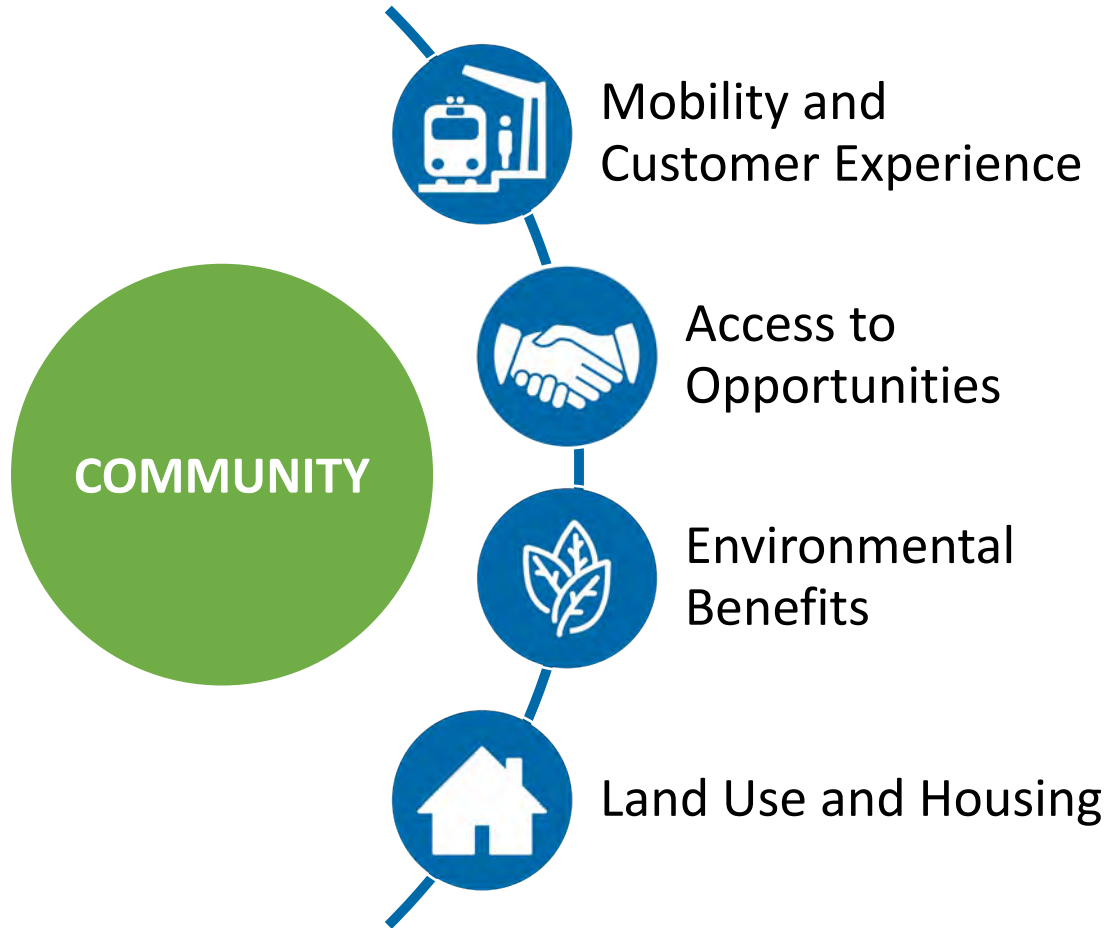 Mobility and
Customer Experience
Access to
Opportunities
COMMUNITY
Environmental
Benefits
Land Use and Housing